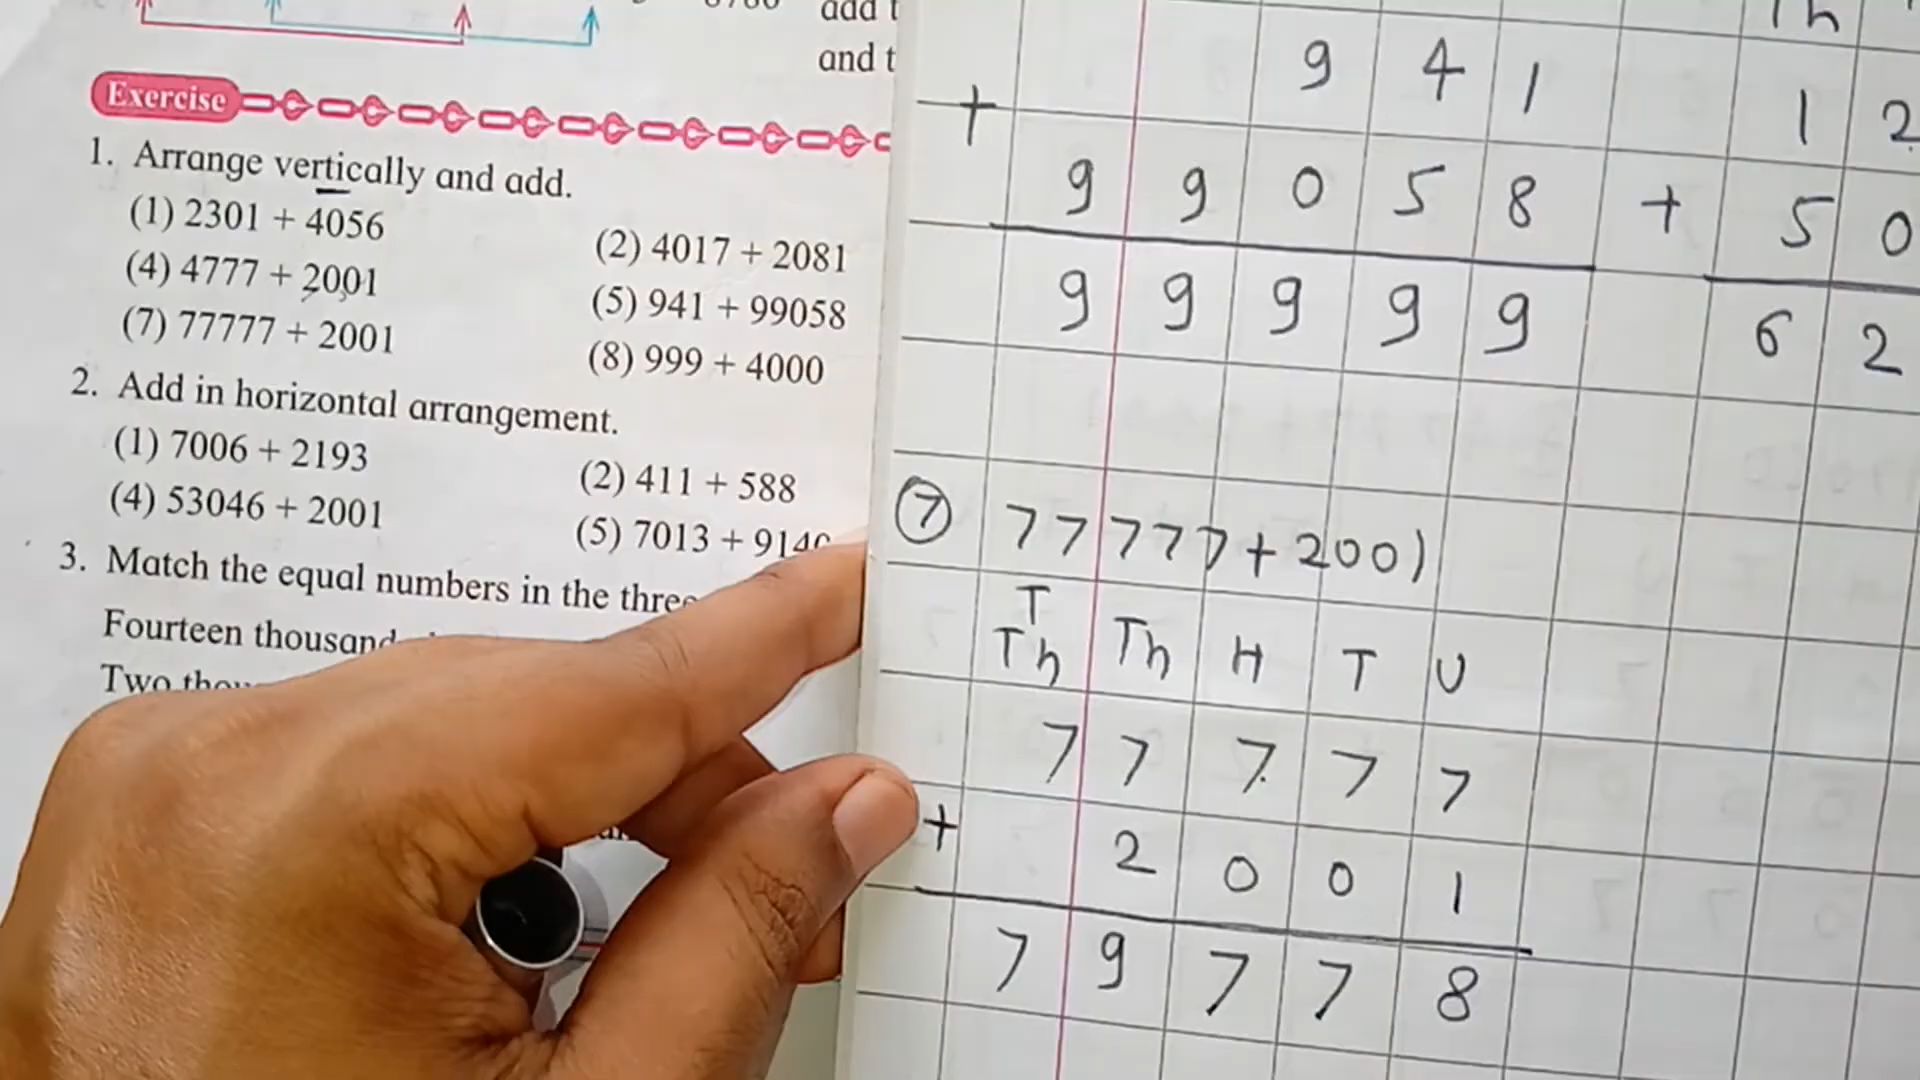 add t
and t
Exercise
1. Arrange vertically and add.
(1) 2301 + 4056
(2) 4017 + 2081
(4) 4777 + 2001
(5) 941 + 99058
(7) 77777 + 2001
(8) 999 + 4000
2. Add in horizontal arrangement.
(1) 7006 + 2193
(2) 411 + 588
(4) 53046 + 2001
(5) 7013 + 9140
3. Match the equal numbers in the three
Fourteen thousand
Two
9 4 1
+
9 9 0 5 8
9 9 9 9 9
Th
1 2
+ 5 0
6 2
7 77777+2001
T
Th Th H T U
7 7 7 7 7
+ 2 0 0 1
7 9 7 7 8